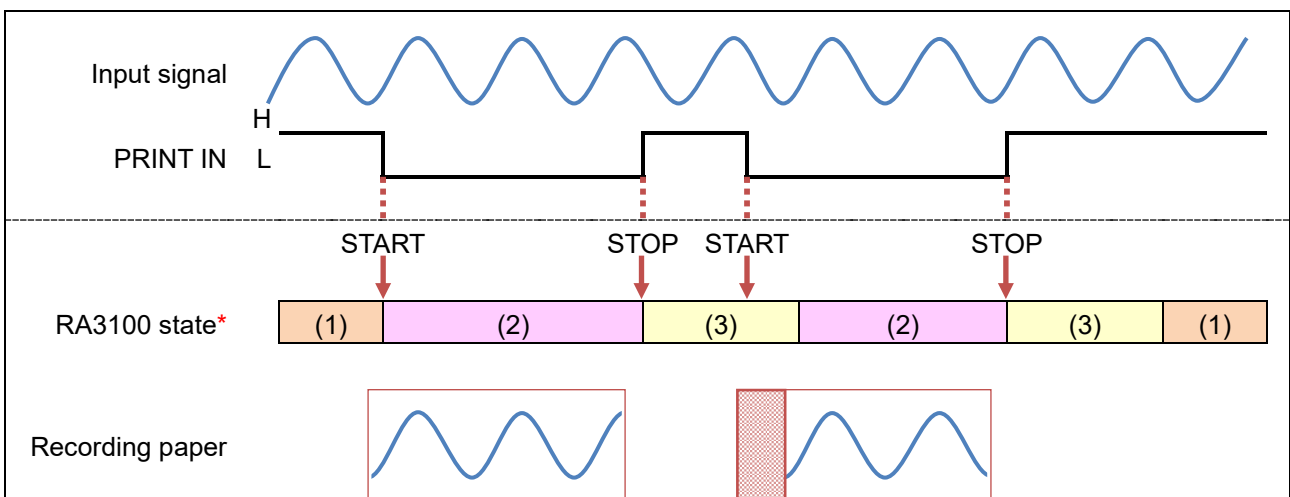 Input signal
H
PRINT IN L
START STOP START STOP
RA3100 state* (1) (2) (3) (2) (3) (1)
Recording paper